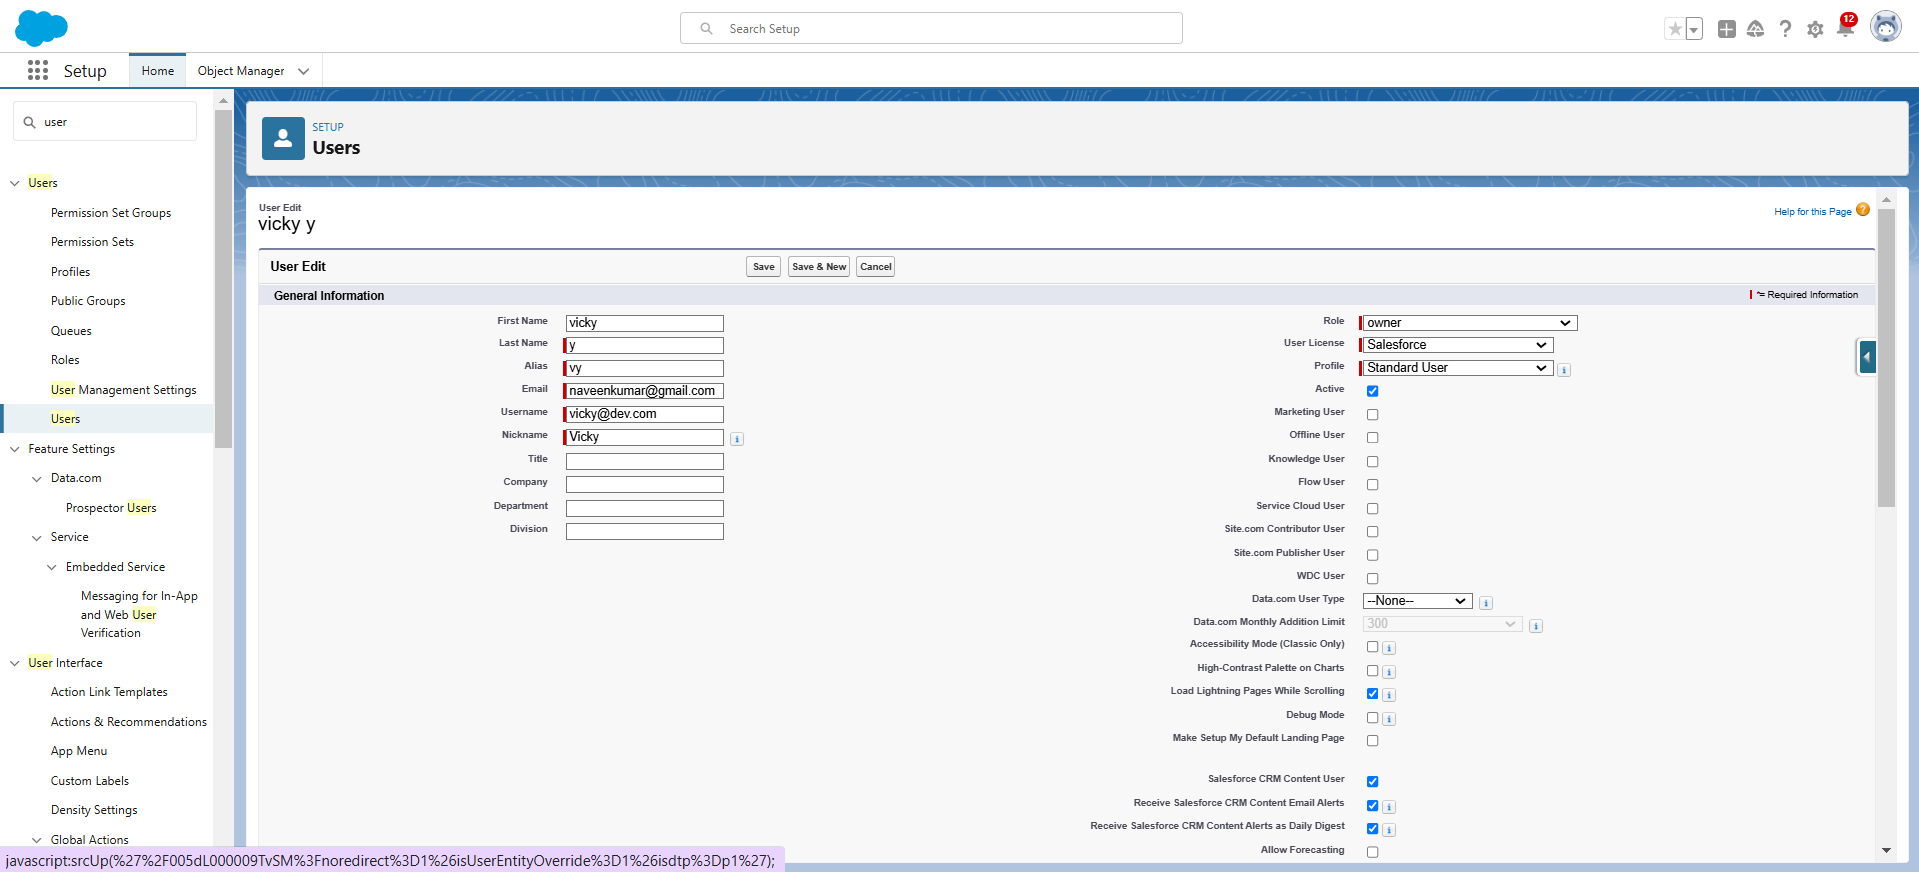 Search Setup
12
Setup
Home
Object Manager
user
Users
Permission Set Groups
Permission Sets
Profiles
Public Groups
Queues
Roles
User Management Settings
Users
Feature Settings
Data.com
Prospector Users
Service
Embedded Service
Messaging for In-App
and Web User
Verification
User Interface
Action Link Templates
Actions & Recommendations
App Menu
Custom Labels
Density Settings
Global Actions
SETUP
Users
User Edit
vicky y
Help for this Page ?
User Edit
Save
Save & New
Cancel
General Information
*= Required Information
First Name vicky
Last Name y
Alias vy
Email naveenkumar@gmail.com
Username vicky@dev.com
Nickname Vicky
Title
Company
Department
Division
Role owner
User License Salesforce
Profile Standard User
Active
Marketing User
Offline User
Knowledge User
Flow User
Service Cloud User
Site.com Contributor User
Site.com Publisher User
WDC User
Data.com User Type --None--
Data.com Monthly Addition Limit 300
Accessibility Mode (Classic Only)
High-Contrast Palette on Charts
Load Lightning Pages While Scrolling
Debug Mode
Make Setup My Default Landing Page
Salesforce CRM Content User
Receive Salesforce CRM Content Email Alerts
Receive Salesforce CRM Content Alerts as Daily Digest
Allow Forecasting
javascript:srcUp(%27%2F005dL000009TvSM%3Fnoredirect%3D1%26isUserEntityOverride%3D1%26isdtp%3Dp1%27);